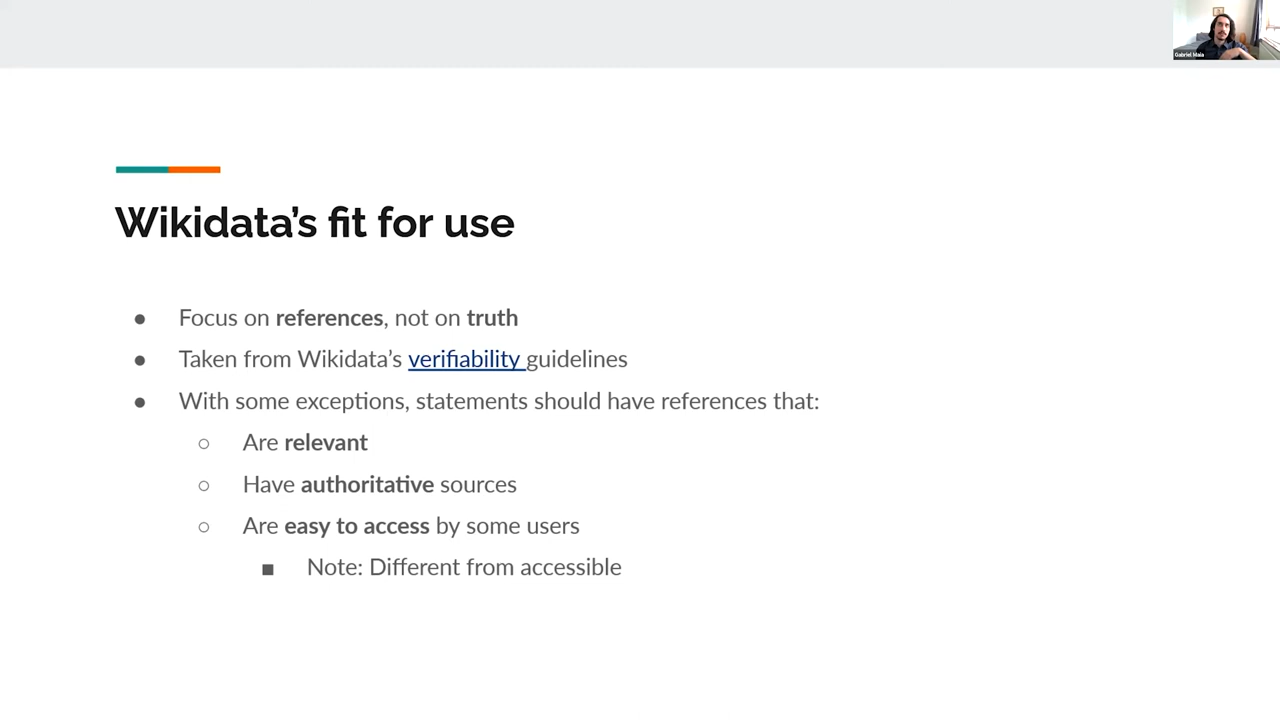 Gabriel Maia
Wikidata’s fit for use
● Focus on references, not on truth
● Taken from Wikidata’s verifiability guidelines
● With some exceptions, statements should have references that:
○ Are relevant
○ Have authoritative sources
○ Are easy to access by some users
■ Note: Different from accessible